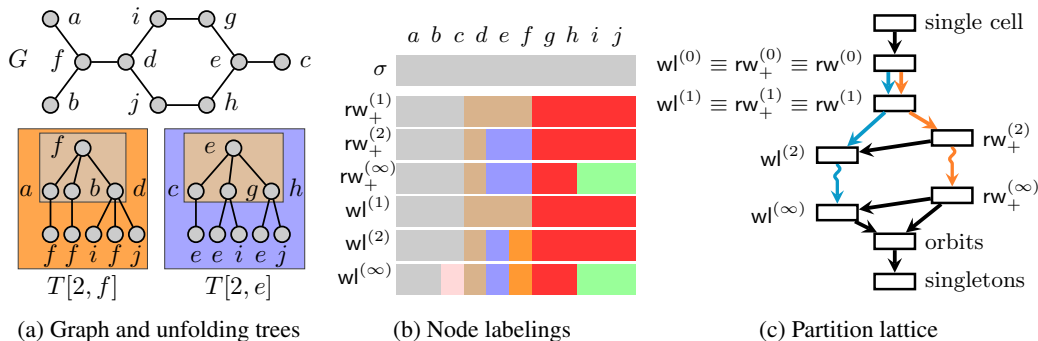 a
i
g
G
f
d
e
c
b
j
h
f
a
b
d
f
f
i
f
j
T[2, f]
e
c
g
h
e
e
i
e
j
T[2, e]
(a) Graph and unfolding trees
a b c d e f g h i j
σ
rw₊⁽¹⁾
rw₊⁽²⁾
rw₊⁽∞⁾
wl⁽¹⁾
wl⁽²⁾
wl⁽∞⁾
(b) Node labelings
single cell
wl⁽⁰⁾ ≡ rw₊⁽⁰⁾ ≡ rw⁽⁰⁾
wl⁽¹⁾ ≡ rw₊⁽¹⁾ ≡ rw⁽¹⁾
rw₊⁽²⁾
wl⁽²⁾
rw₊⁽∞⁾
wl⁽∞⁾
orbits
singletons
(c) Partition lattice